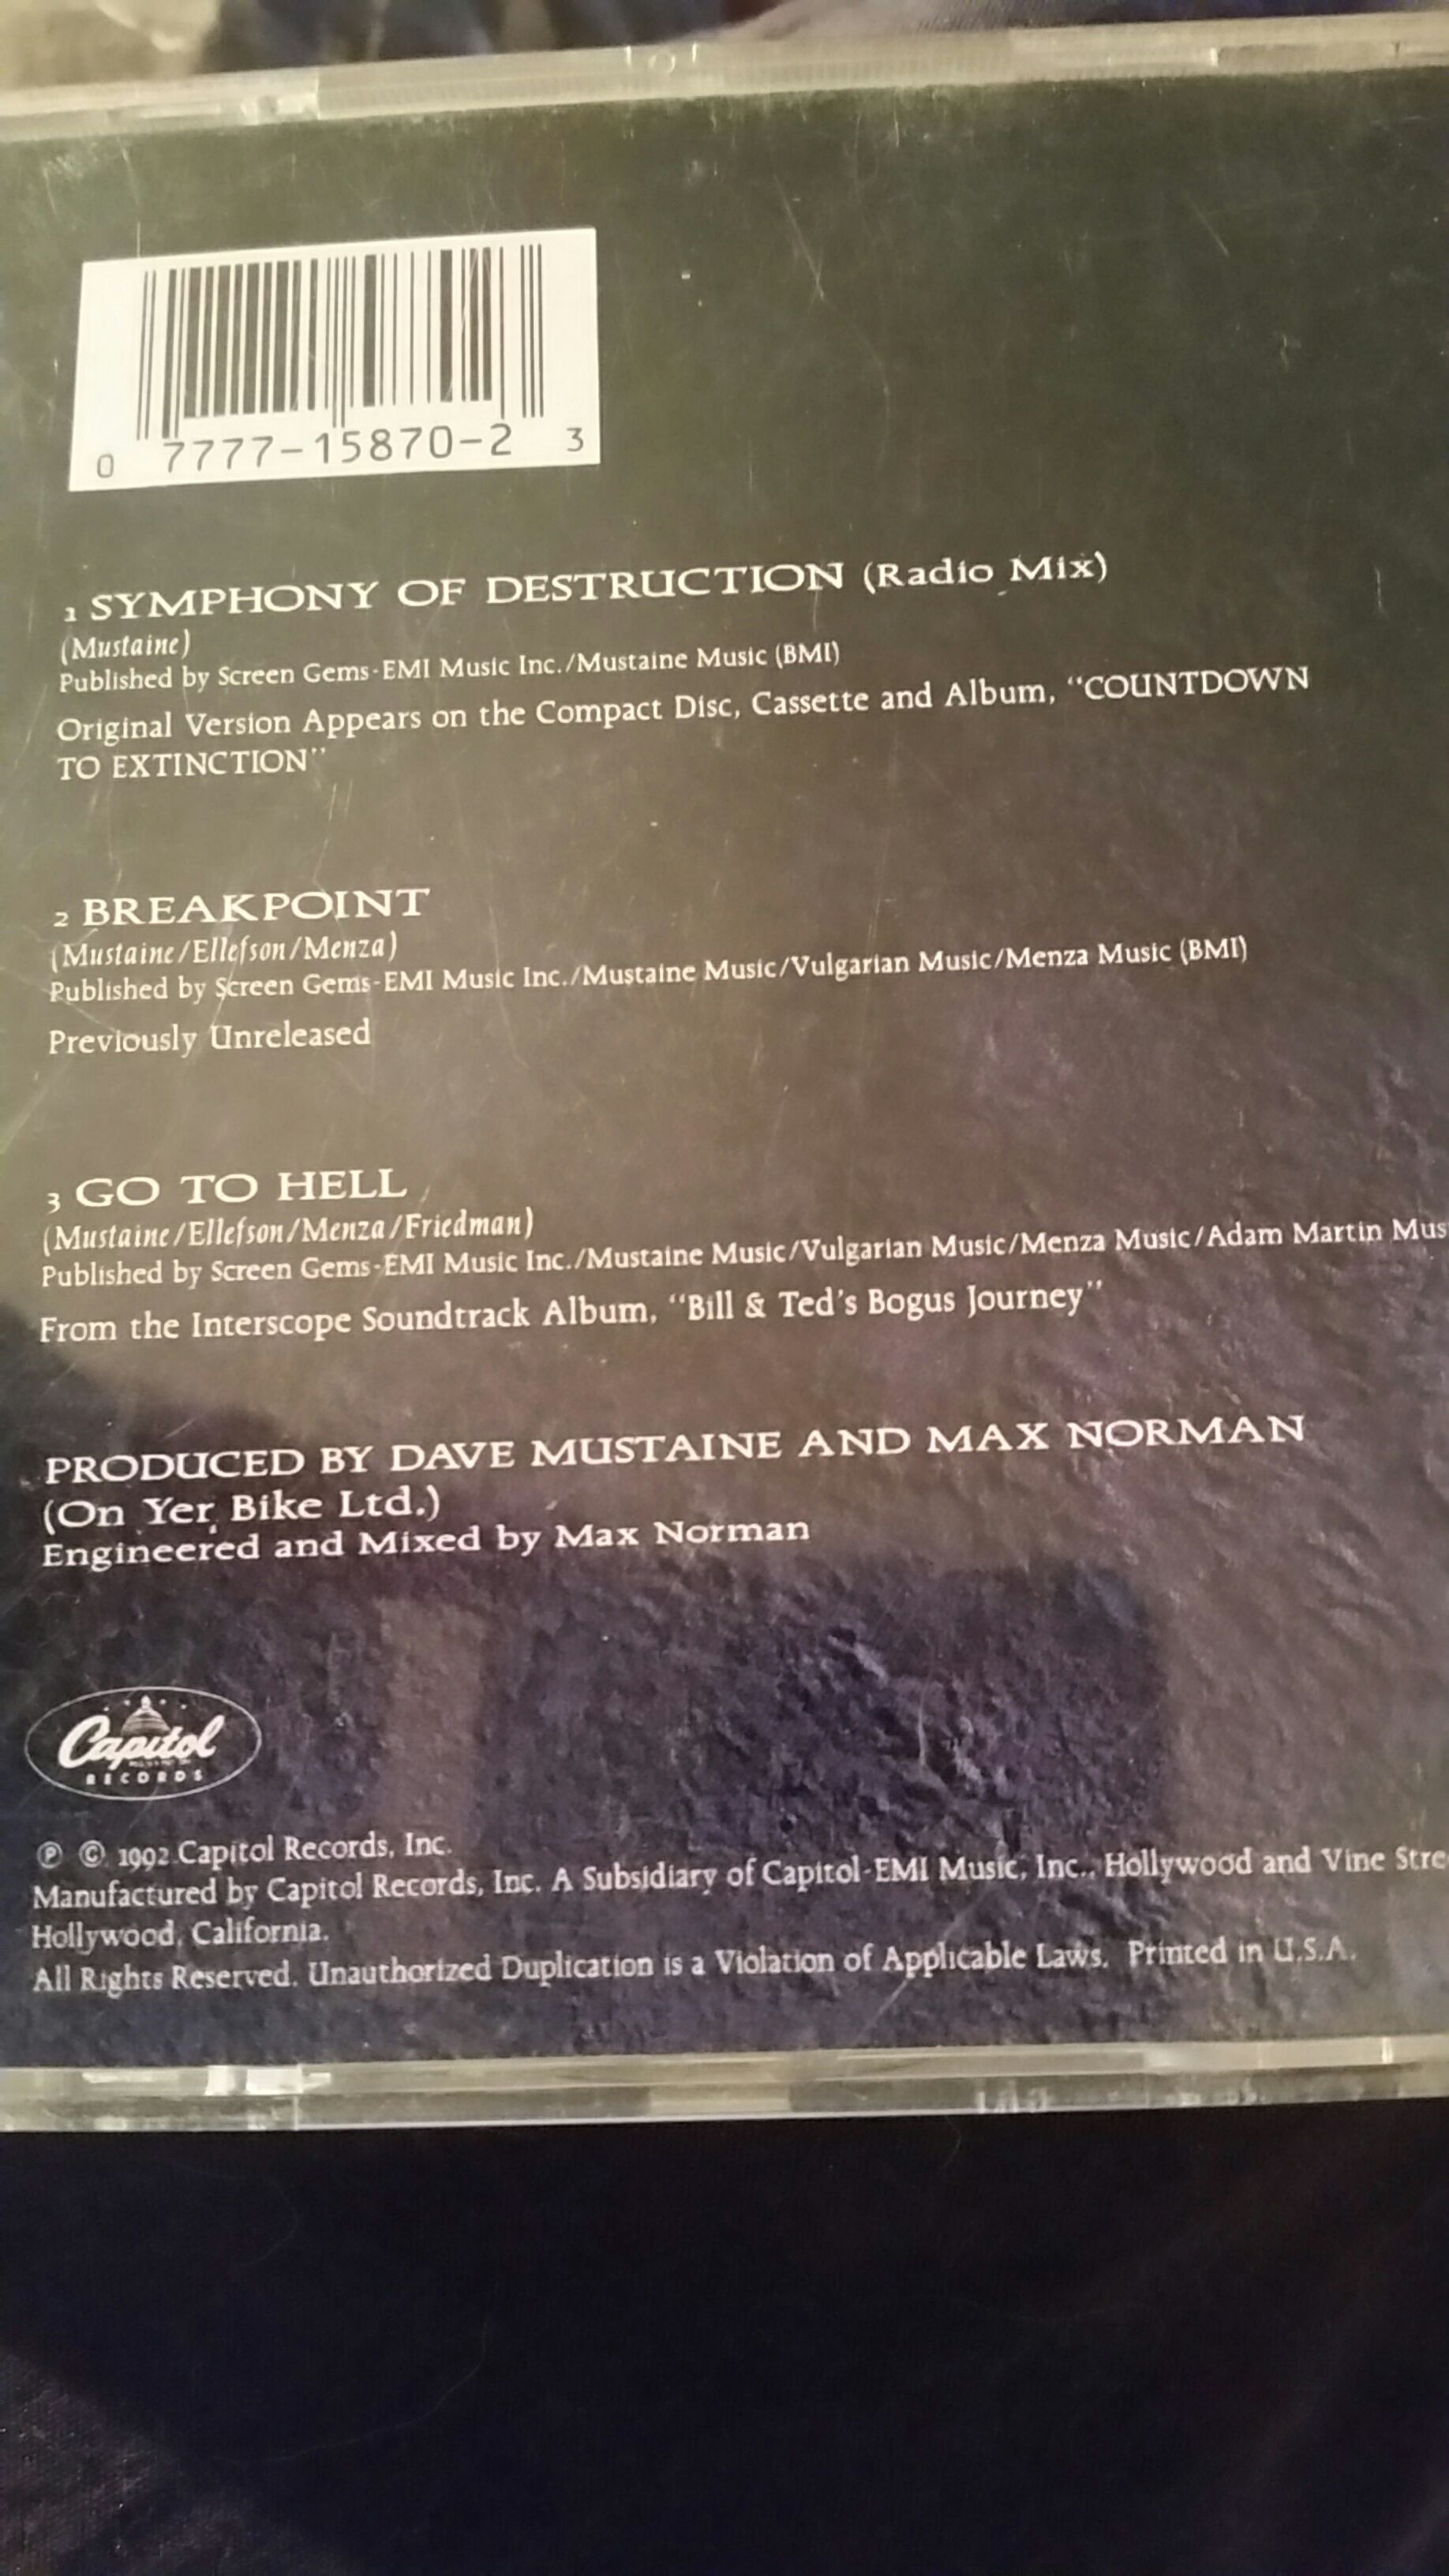 0 7777-15870-2 3
1 SYMPHONY OF DESTRUCTION (Radio Mix)
(Mustaine)
Published by Screen Gems-EMI Music Inc./Mustaine Music (BMI)
Original Version Appears on the Compact Disc, Cassette and Album, “COUNTDOWN
TO EXTINCTION”
2 BREAKPOINT
(Mustaine/Ellefson/Menza)
Published by Screen Gems-EMI Music Inc./Mustaine Music/Vulgarian Music/Menza Music (BMI)
Previously Unreleased
3 GO TO HELL
(Mustaine/Ellefson/Menza/Friedman)
Published by Screen Gems-EMI Music Inc./Mustaine Music/Vulgarian Music/Menza Music/Adam Martin Mus
From the Interscope Soundtrack Album, “Bill & Ted's Bogus Journey”
PRODUCED BY DAVE MUSTAINE AND MAX NORMAN
(On Yer Bike Ltd.)
Engineered and Mixed by Max Norman
Capitol
RECORDS
℗ © 1992 Capitol Records, Inc.
Manufactured by Capitol Records, Inc. A Subsidiary of Capitol-EMI Music, Inc., Hollywood and Vine Stre
Hollywood, California.
All Rights Reserved. Unauthorized Duplication is a Violation of Applicable Laws. Printed in U.S.A.